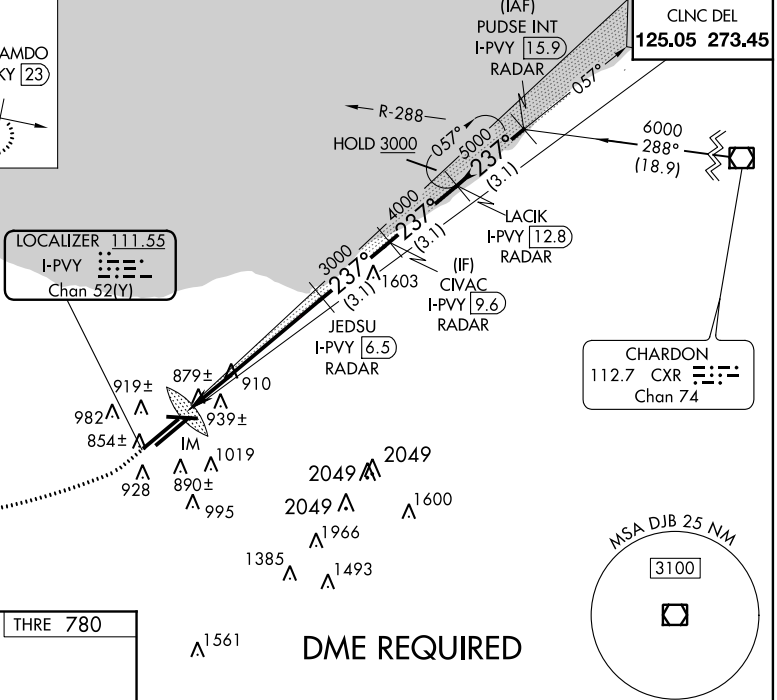 AMDO
KY 23
(IAF)
PUDSE INT
I-PVY 15.9
RADAR
CLNC DEL
125.05 273.45
R-288
HOLD 3000
057°
5000
057°
237°
(3.1)
6000
288°
(18.9)
4000
237°
(3.1)
LACIK
I-PVY 12.8
RADAR
3000
237°
(3.1)
1603
(IF)
CIVAC
I-PVY 9.6
RADAR
JEDSU
I-PVY 6.5
RADAR
LOCALIZER 111.55
I-PVY
Chan 52(Y)
CHARDON
112.7 CXR
Chan 74
879±
910
919±
982
939±
854±
IM
1019
928
890±
995
2049
2049
2049
1600
1966
1385
1493
1561
MSA DJB 25 NM
3100
THRE 780
DME REQUIRED